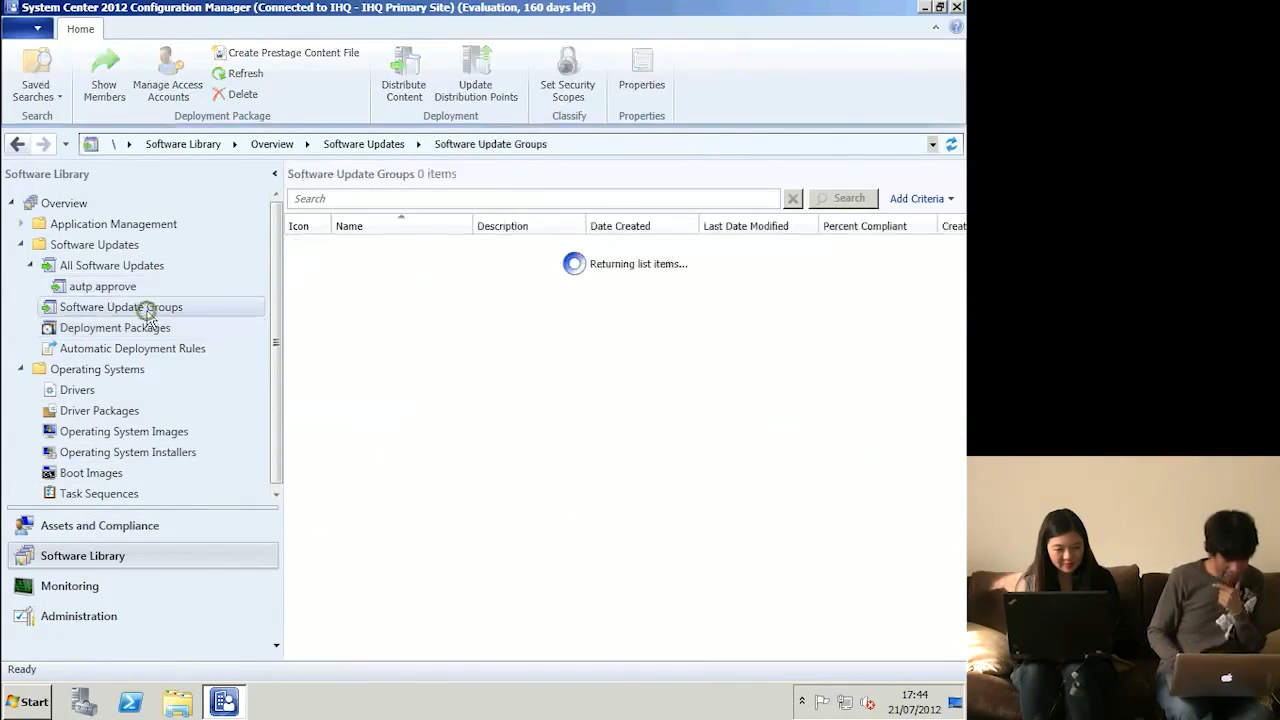 System Center 2012 Configuration Manager (Connected to IHQ - IHQ Primary Site) (Evaluation, 160 days left)
Home
Saved Searches
Show Members
Manage Access Accounts
Create Prestage Content File
Refresh
Delete
Distribute Content
Update Distribution Points
Set Security Scopes
Properties
Search
Deployment Package
Deployment
Classify
Properties
\ Software Library Overview Software Updates Software Update Groups
Software Library
Overview
Application Management
Software Updates
All Software Updates
autp approve
Software Update Groups
Deployment Packages
Automatic Deployment Rules
Operating Systems
Drivers
Driver Packages
Operating System Images
Operating System Installers
Boot Images
Task Sequences
Assets and Compliance
Software Library
Monitoring
Administration
Software Update Groups 0 items
Search Search Add Criteria
Icon Name Description Date Created Last Date Modified Percent Compliant Creat
Returning list items...
Ready
Start
17:44
21/07/2012